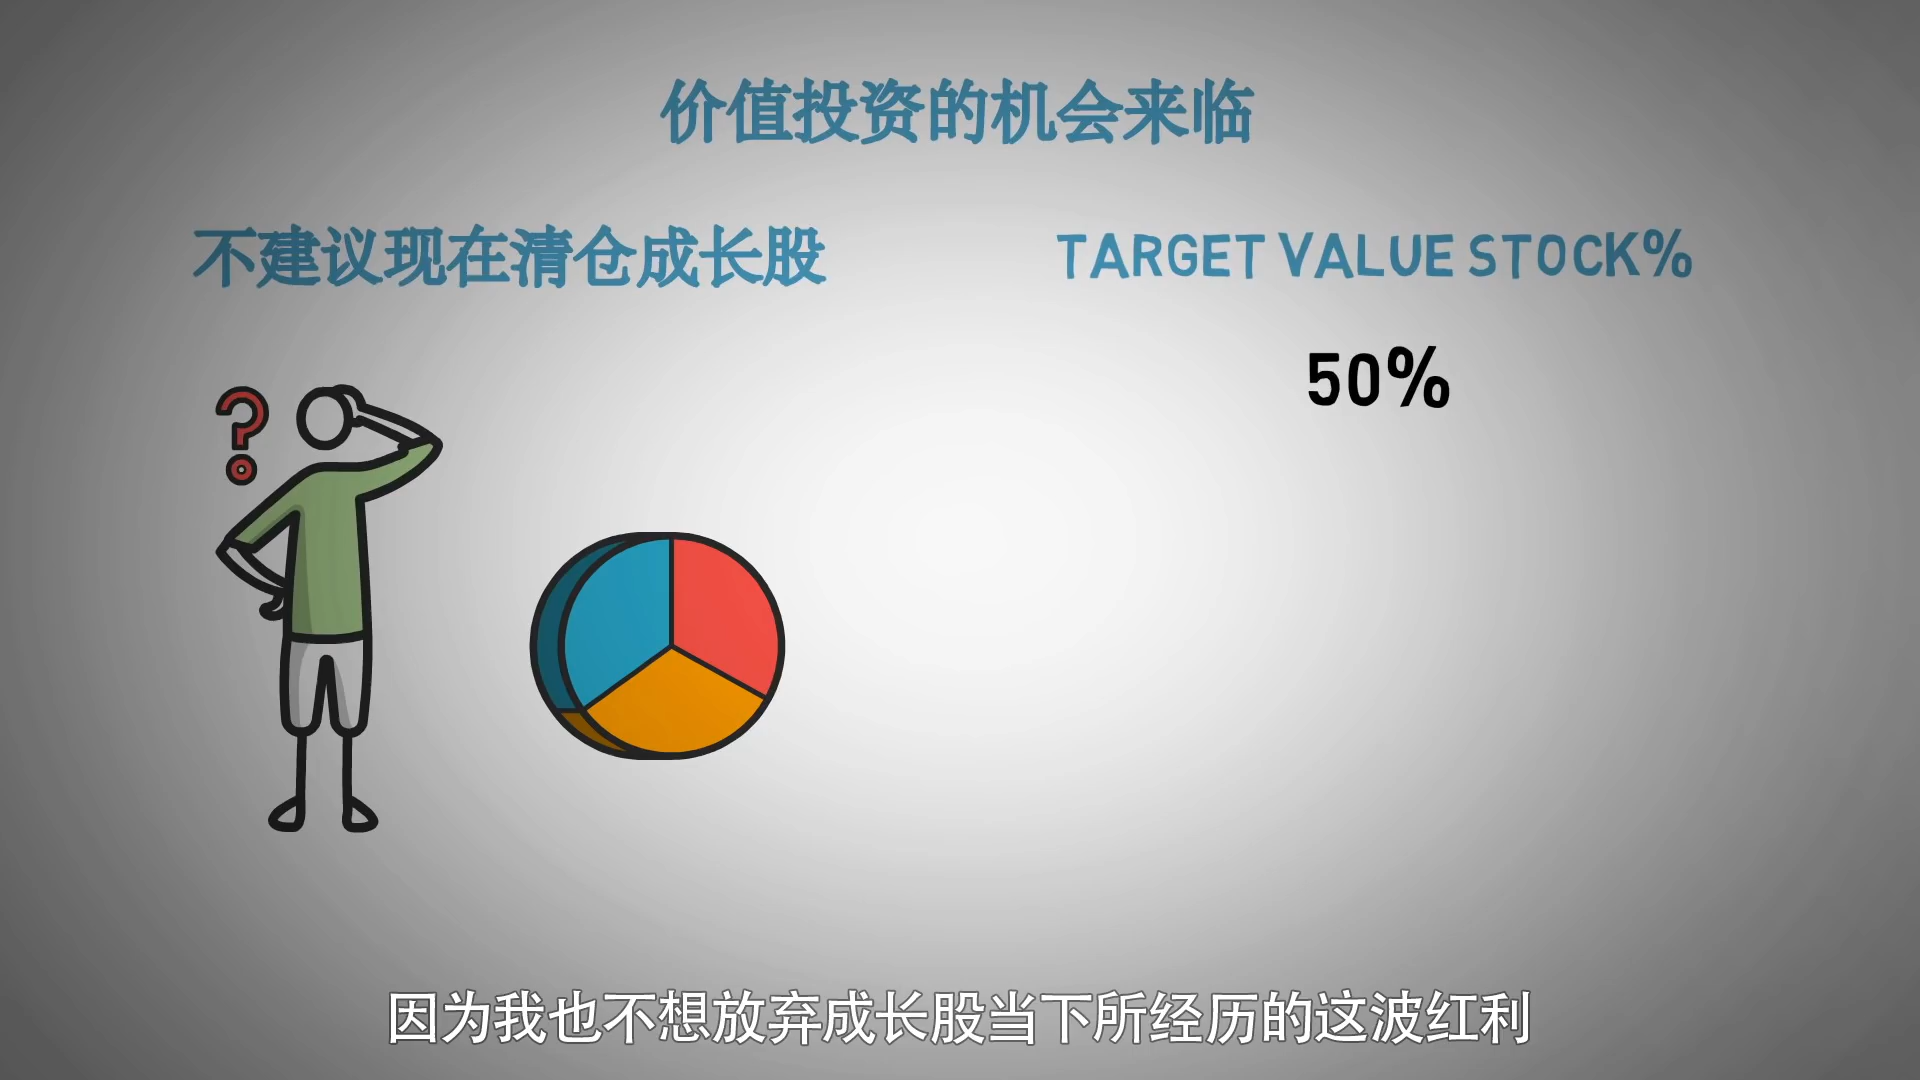 价值投资的机会来临
不建议现在清仓成长股
TARGET VALUE STOCK%
50%
?
因为我也不想放弃成长股当下所经历的这波红利